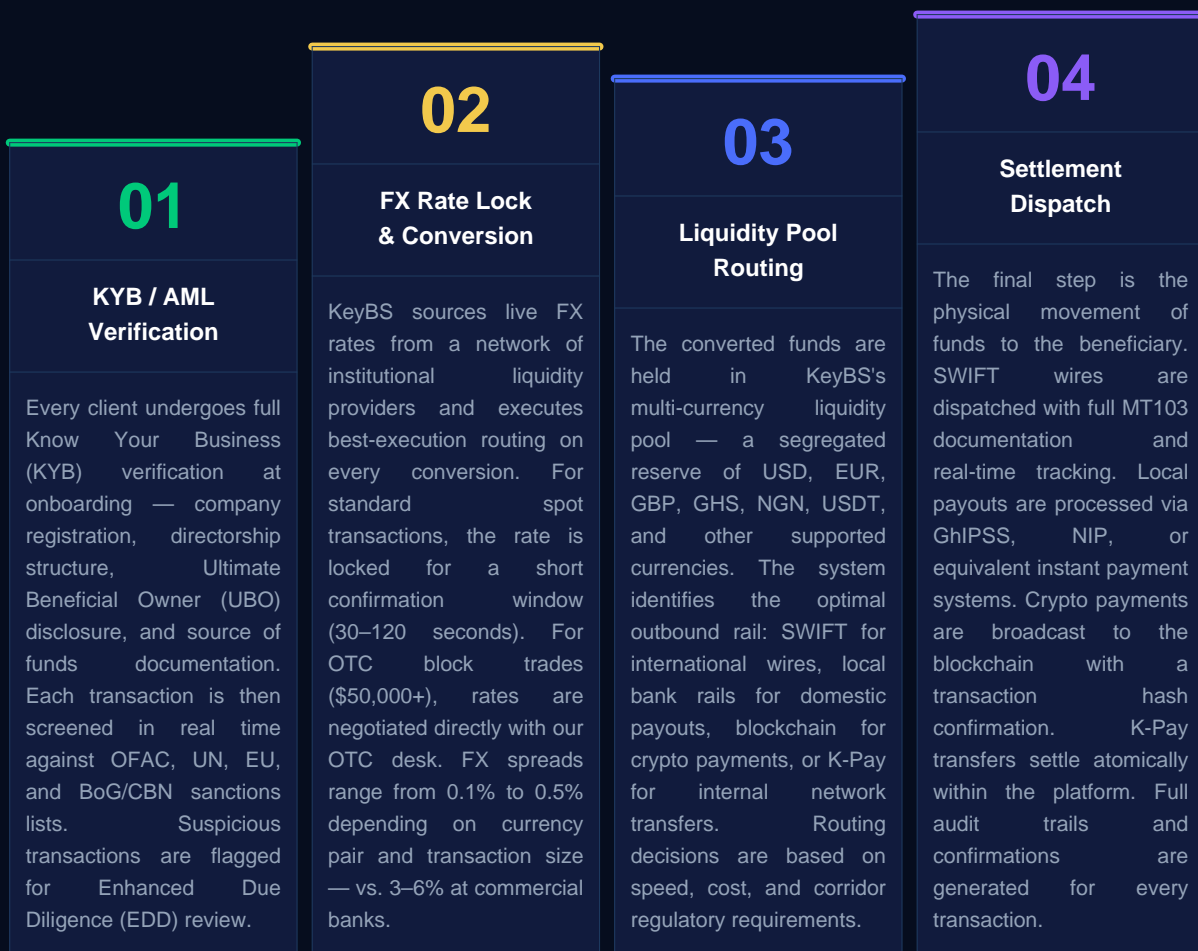 01
KYB / AML
Verification
Every client undergoes full
Know Your Business
(KYB) verification at
onboarding — company
registration, directorship
structure, Ultimate
Beneficial Owner (UBO)
disclosure, and source of
funds documentation.
Each transaction is then
screened in real time
against OFAC, UN, EU,
and BoG/CBN sanctions
lists. Suspicious
transactions are flagged
for Enhanced Due
Diligence (EDD) review.
02
FX Rate Lock
& Conversion
KeyBS sources live FX
rates from a network of
institutional liquidity
providers and executes
best-execution routing on
every conversion. For
standard spot
transactions, the rate is
locked for a short
confirmation window
(30–120 seconds). For
OTC block trades
($50,000+), rates are
negotiated directly with our
OTC desk. FX spreads
range from 0.1% to 0.5%
depending on currency
pair and transaction size
— vs. 3–6% at commercial
banks.
03
Liquidity Pool
Routing
The converted funds are
held in KeyBS's
multi-currency liquidity
pool — a segregated
reserve of USD, EUR,
GBP, GHS, NGN, USDT,
and other supported
currencies. The system
identifies the optimal
outbound rail: SWIFT for
international wires, local
bank rails for domestic
payouts, blockchain for
crypto payments, or K-Pay
for internal network
transfers. Routing
decisions are based on
speed, cost, and corridor
regulatory requirements.
04
Settlement
Dispatch
The final step is the
physical movement of
funds to the beneficiary.
SWIFT wires are
dispatched with full MT103
documentation and
real-time tracking. Local
payouts are processed via
GhIPSS, NIP, or
equivalent instant payment
systems. Crypto payments
are broadcast to the
blockchain with a
transaction hash
confirmation. K-Pay
transfers settle atomically
within the platform. Full
audit trails and
confirmations are
generated for every
transaction.